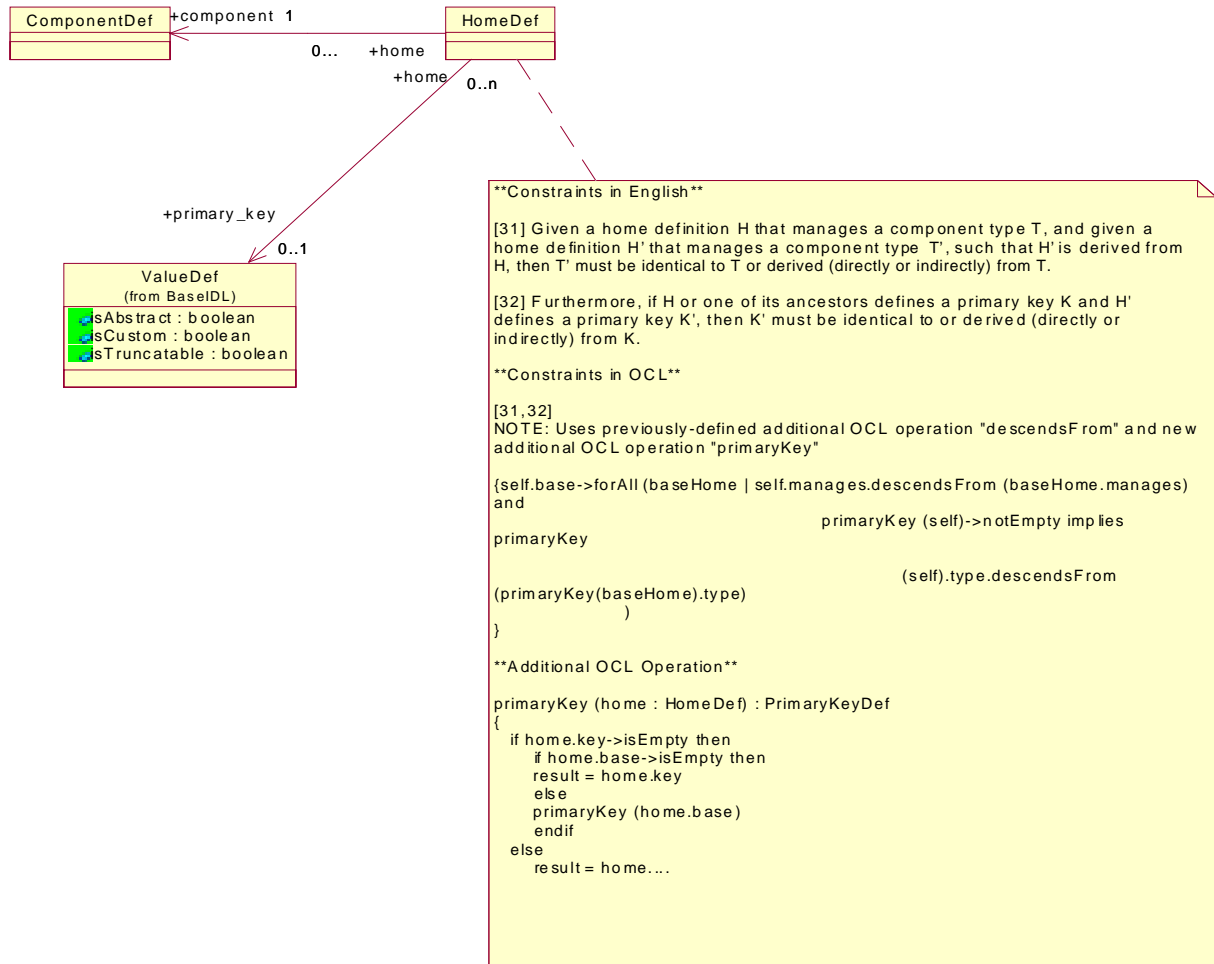 ComponentDef
+component 1
HomeDef
0... +home
+home
0..n
+primary_key
0..1
ValueDef
(from BaseIDL)
isAbstract : boolean
isCustom : boolean
isTruncatable : boolean
**Constraints in English**
[31] Given a home definition H that manages a component type T, and given a
home definition H' that manages a component type T', such that H' is derived from
H, then T' must be identical to T or derived (directly or indirectly) from T.
[32] Furthermore, if H or one of its ancestors defines a primary key K and H'
defines a primary key K', then K' must be identical to or derived (directly or
indirectly) from K.
**Constraints in OCL**
[31,32]
NOTE: Uses previously-defined additional OCL operation "descendsFrom" and new
additional OCL operation "primaryKey"
{self.base->forAll (baseHome | self.manages.descendsFrom (baseHome.manages)
and
primaryKey (self)->notEmpty implies
primaryKey
(self).type.descendsFrom
(primaryKey(baseHome).type)
)
}
**Additional OCL Operation**
primaryKey (home : HomeDef) : PrimaryKeyDef
{
if home.key->isEmpty then
if home.base->isEmpty then
result = home.key
else
primaryKey (home.base)
endif
else
result = home....